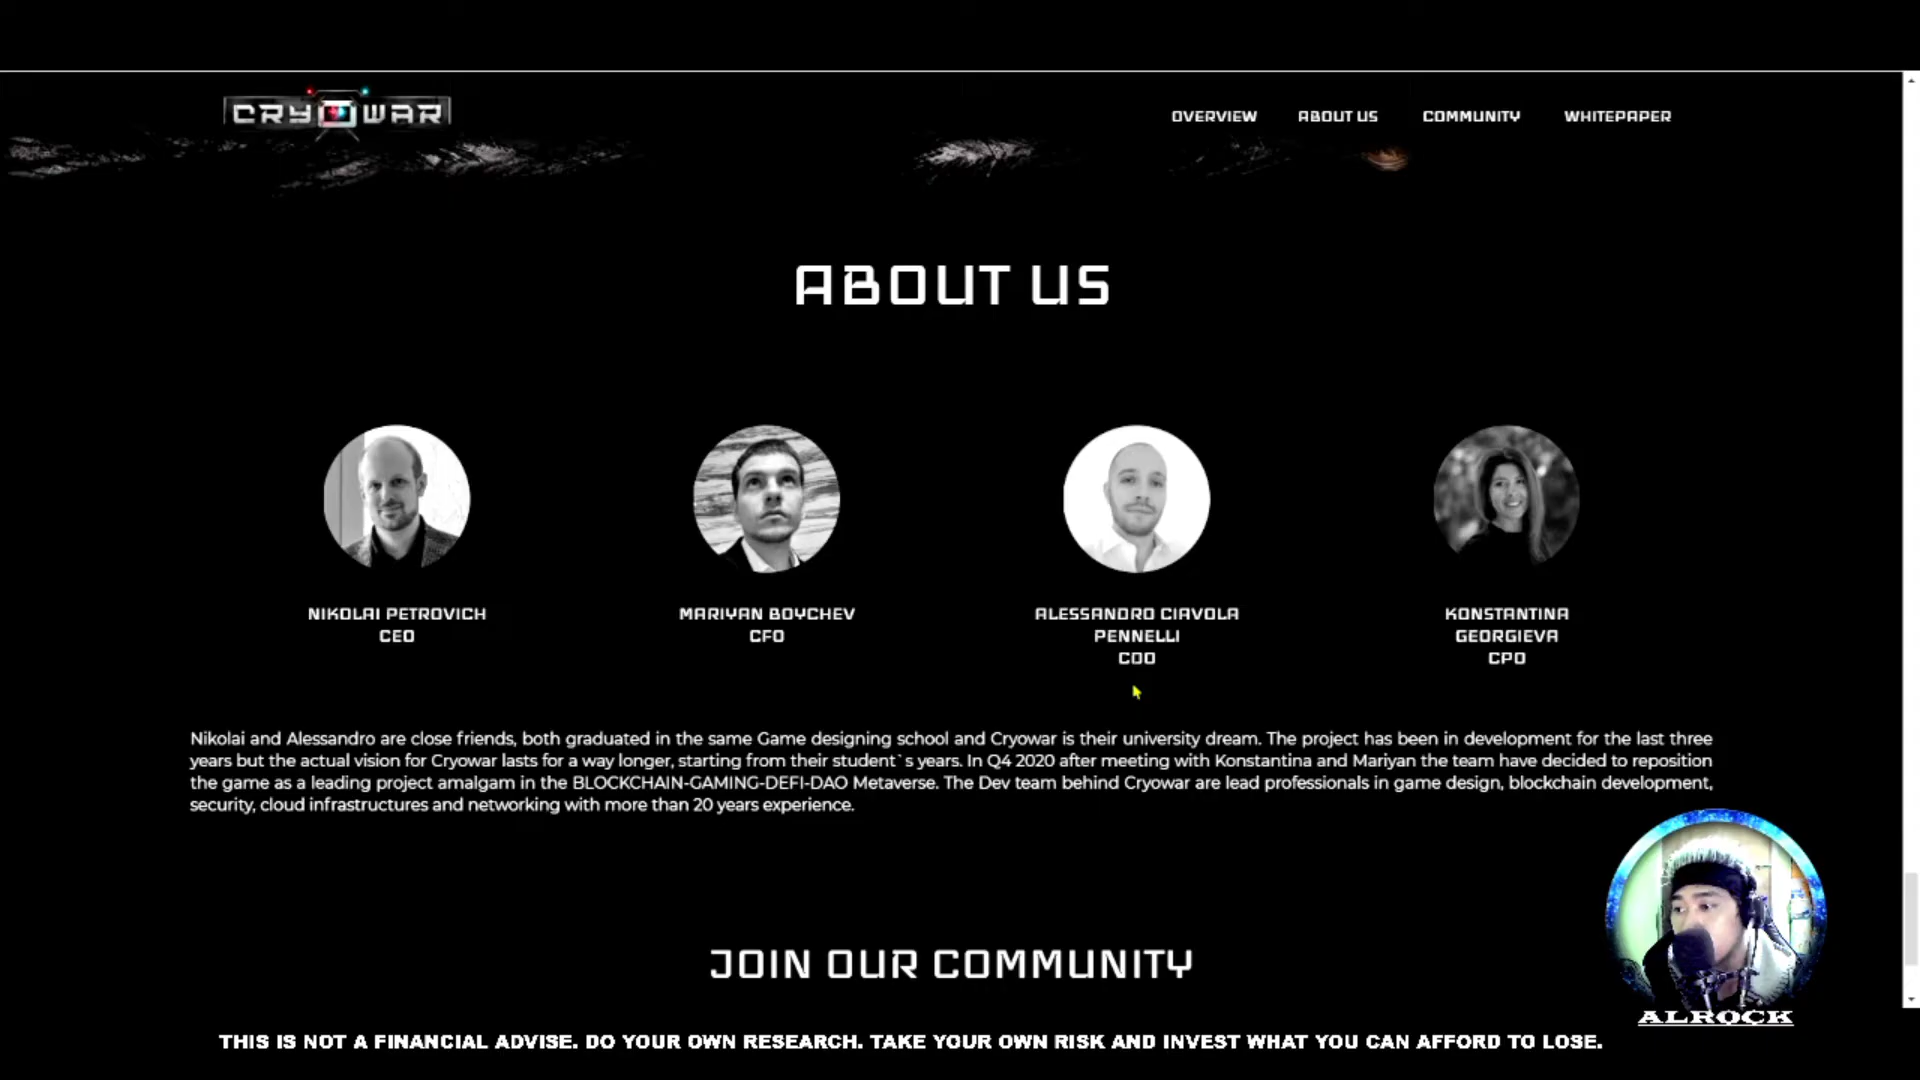 CRYOWAR
OVERVIEW ABOUT US COMMUNITY WHITEPAPER
ABOUT US
NIKOLAI PETROVICH
CEO
MARIYAN BOYCHEV
CFO
ALESSANDRO CIAVOLA
PENNELLI
COO
KONSTANTINA
GEORGIEVA
CPO
Nikolai and Alessandro are close friends, both graduated in the same Game designing school and Cryowar is their university dream. The project has been in development for the last three
years but the actual vision for Cryowar lasts for a way longer, starting from their student`s years. In Q4 2020 after meeting with Konstantina and Mariyan the team have decided to reposition
the game as a leading project amalgam in the BLOCKCHAIN-GAMING-DEFI-DAO Metaverse. The Dev team behind Cryowar are lead professionals in game design, blockchain development,
security, cloud infrastructures and networking with more than 20 years experience.
JOIN OUR COMMUNITY
ALROCK
THIS IS NOT A FINANCIAL ADVISE. DO YOUR OWN RESEARCH. TAKE YOUR OWN RISK AND INVEST WHAT YOU CAN AFFORD TO LOSE.